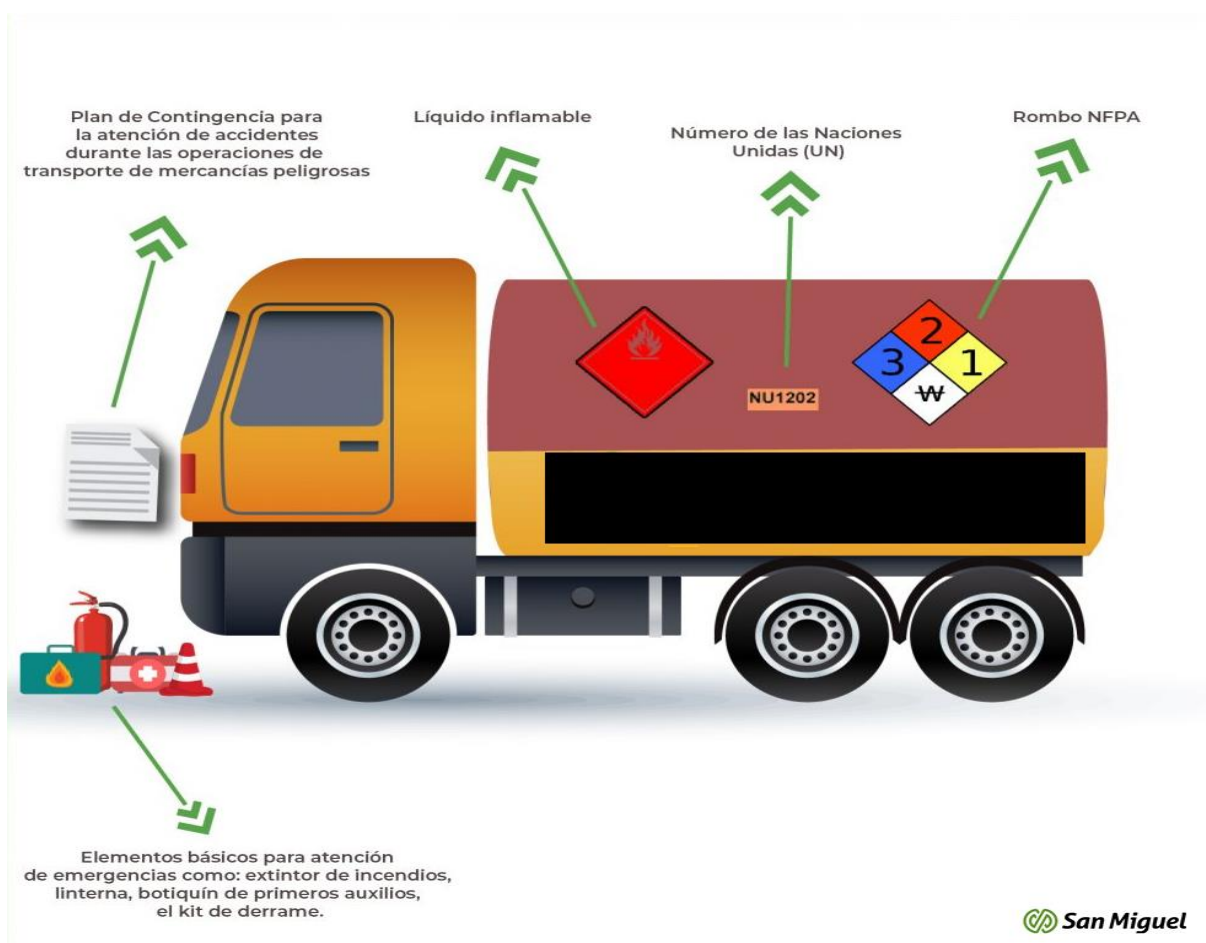 Plan de Contingencia para
la atención de accidentes
durante las operaciones de
transporte de mercancías peligrosas
Líquido inflamable
Número de las Naciones
Unidas (UN)
Rombo NFPA
2
3
1
W
NU1202
Elementos básicos para atención
de emergencias como: extintor de incendios,
linterna, botiquín de primeros auxilios,
el kit de derrame.
San Miguel